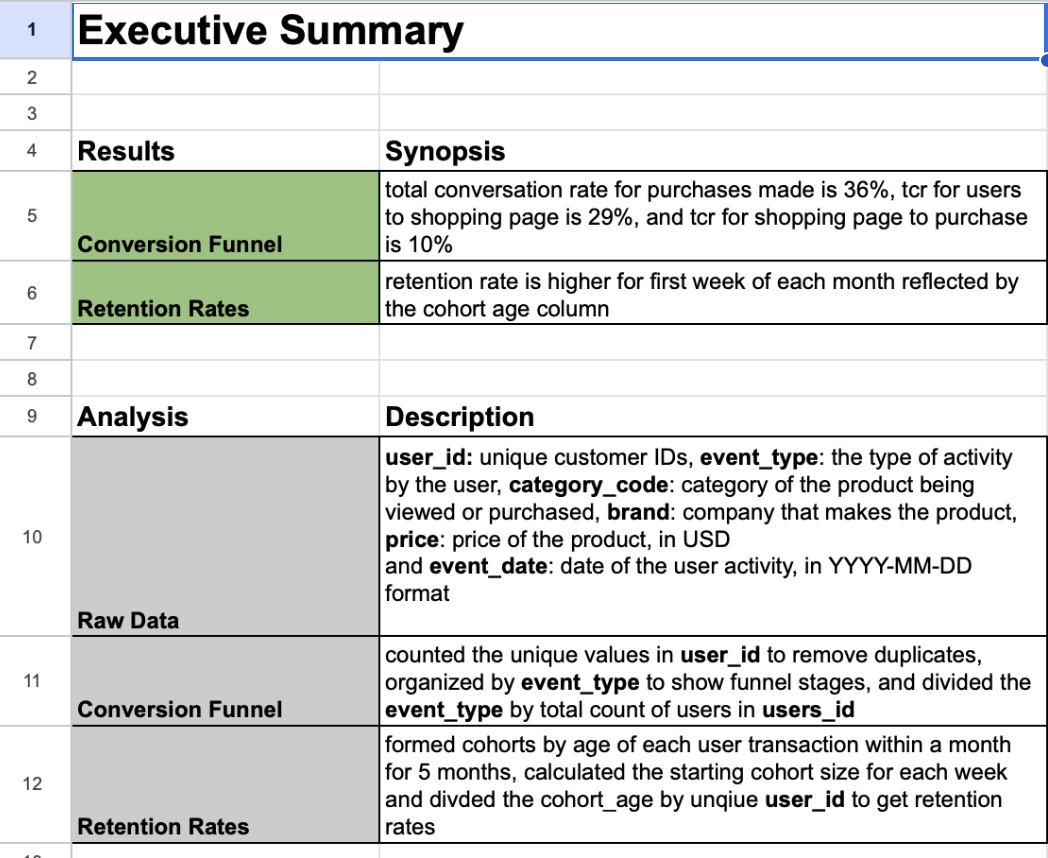 1 Executive Summary
2
3
4 Results Synopsis
total conversation rate for purchases made is 36%, tcr for users
5 to shopping page is 29%, and tcr for shopping page to purchase
Conversion Funnel is 10%
6 retention rate is higher for first week of each month reflected by
Retention Rates the cohort age column
7
8
9 Analysis Description
user_id: unique customer IDs, event_type: the type of activity
by the user, category_code: category of the product being
viewed or purchased, brand: company that makes the product,
10 price: price of the product, in USD
and event_date: date of the user activity, in YYYY-MM-DD
format
Raw Data
counted the unique values in user_id to remove duplicates,
11 organized by event_type to show funnel stages, and divided the
Conversion Funnel event_type by total count of users in users_id
formed cohorts by age of each user transaction within a month
12 for 5 months, calculated the starting cohort size for each week
and divded the cohort_age by unqiue user_id to get retention
Retention Rates rates